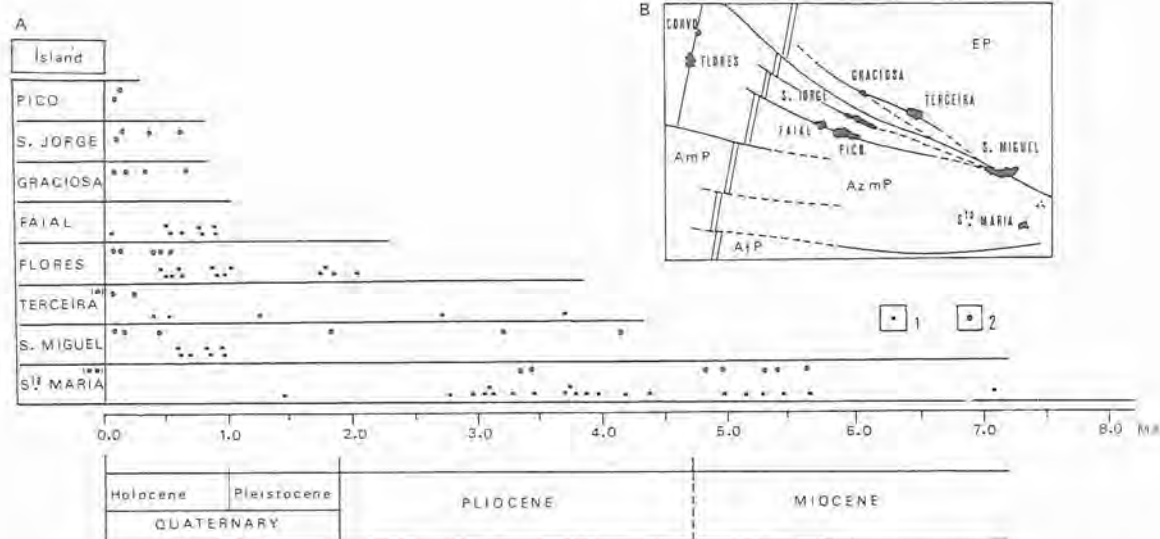 A
Island
PICO
S. JORGE
GRACIOSA
FAIAL
FLORES
TERCEIRA
S. MIGUEL
Sᵗᵃ MARIA
0.0 1.0 2.0 3.0 4.0 5.0 6.0 7.0 8.0 M.a
Holocene Pleistocene PLIOCENE MIOCENE
QUATERNARY
B
CORVO
EP
FLORES
GRACIOSA
S. JORGE TERCEIRA
FAIAL
PICO
S. MIGUEL
AmP
AzmP
Sᵗᵃ. MARIA
AfP
1 2